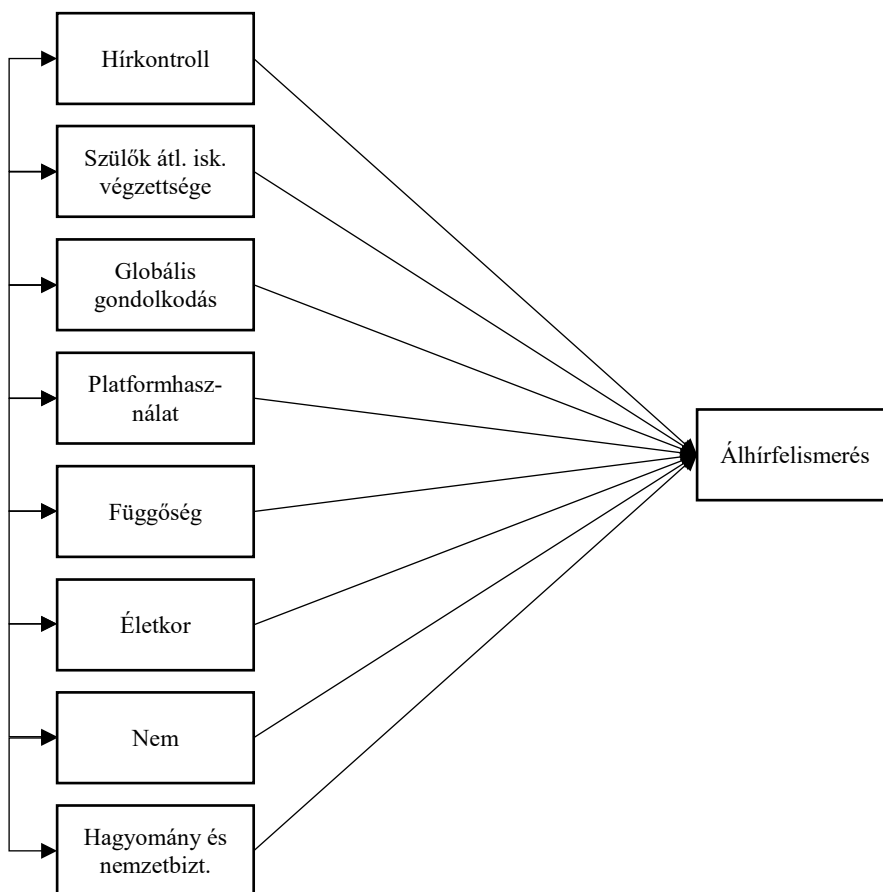 Hírkontroll
Szülők átl. isk.
végzettsége
Globális
gondolkodás
Platformhasz-
nálat
Függőség
Életkor
Nem
Hagyomány és
nemzetbizt.
Álhírfelismerés